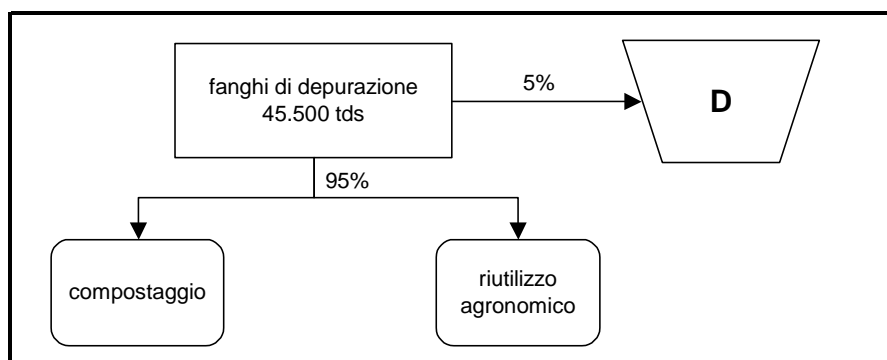 fanghi di depurazione
45.500 tds
5%
D
95%
compostaggio
riutilizzo
agronomico